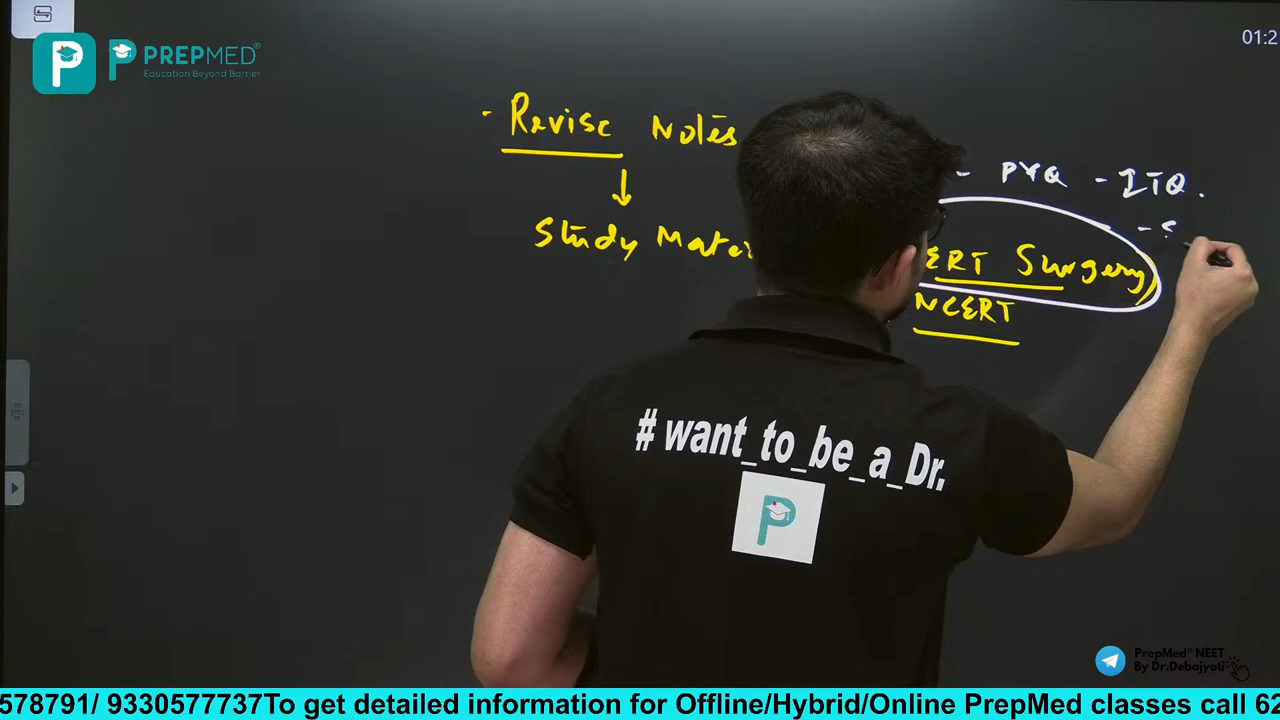 01:2
PREPMED®
Education Beyond Barrier
- Revise Notes
- PYQ - ITQ.
Study Mate
ERT Surgery
NCERT
# want_to_be_a_Dr.
PrepMed® NEET
By Dr.Debajyoti
578791/ 9330577737To get detailed information for Offline/Hybrid/Online PrepMed classes call 62